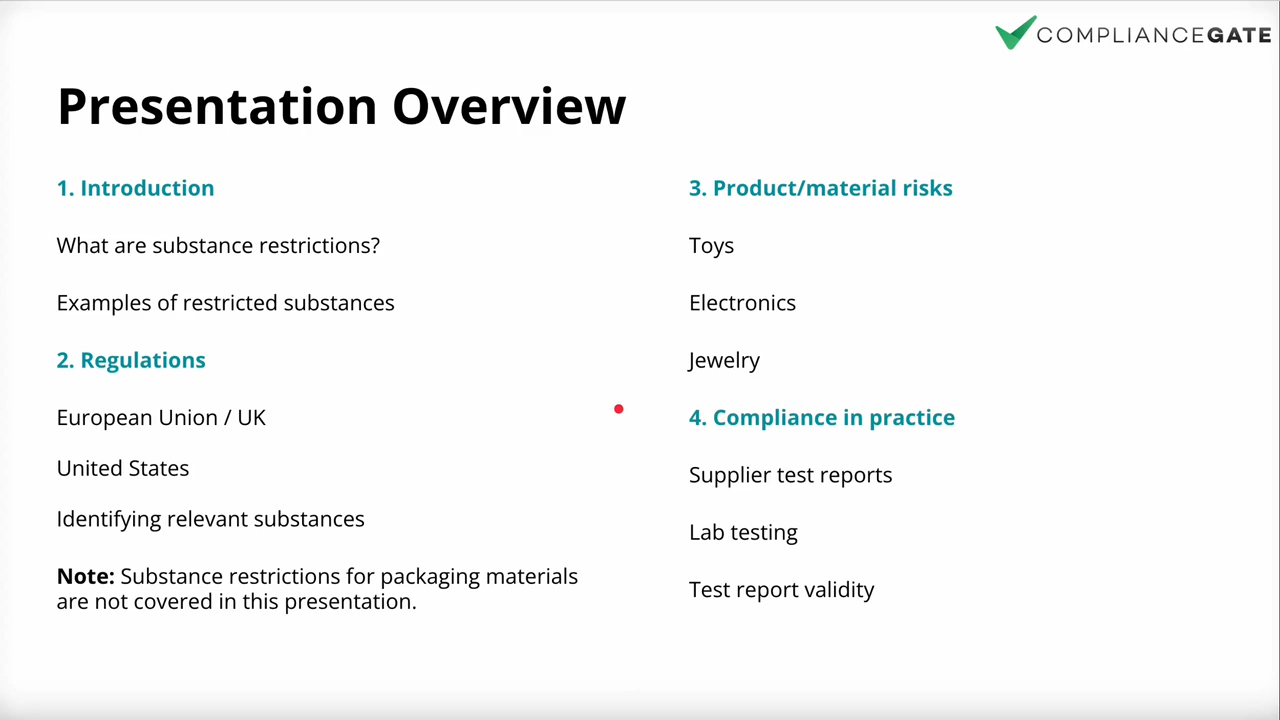 COMPLIANCEGATE
Presentation Overview
1. Introduction
What are substance restrictions?
Examples of restricted substances
2. Regulations
European Union / UK
United States
Identifying relevant substances
Note: Substance restrictions for packaging materials
are not covered in this presentation.
3. Product/material risks
Toys
Electronics
Jewelry
4. Compliance in practice
Supplier test reports
Lab testing
Test report validity